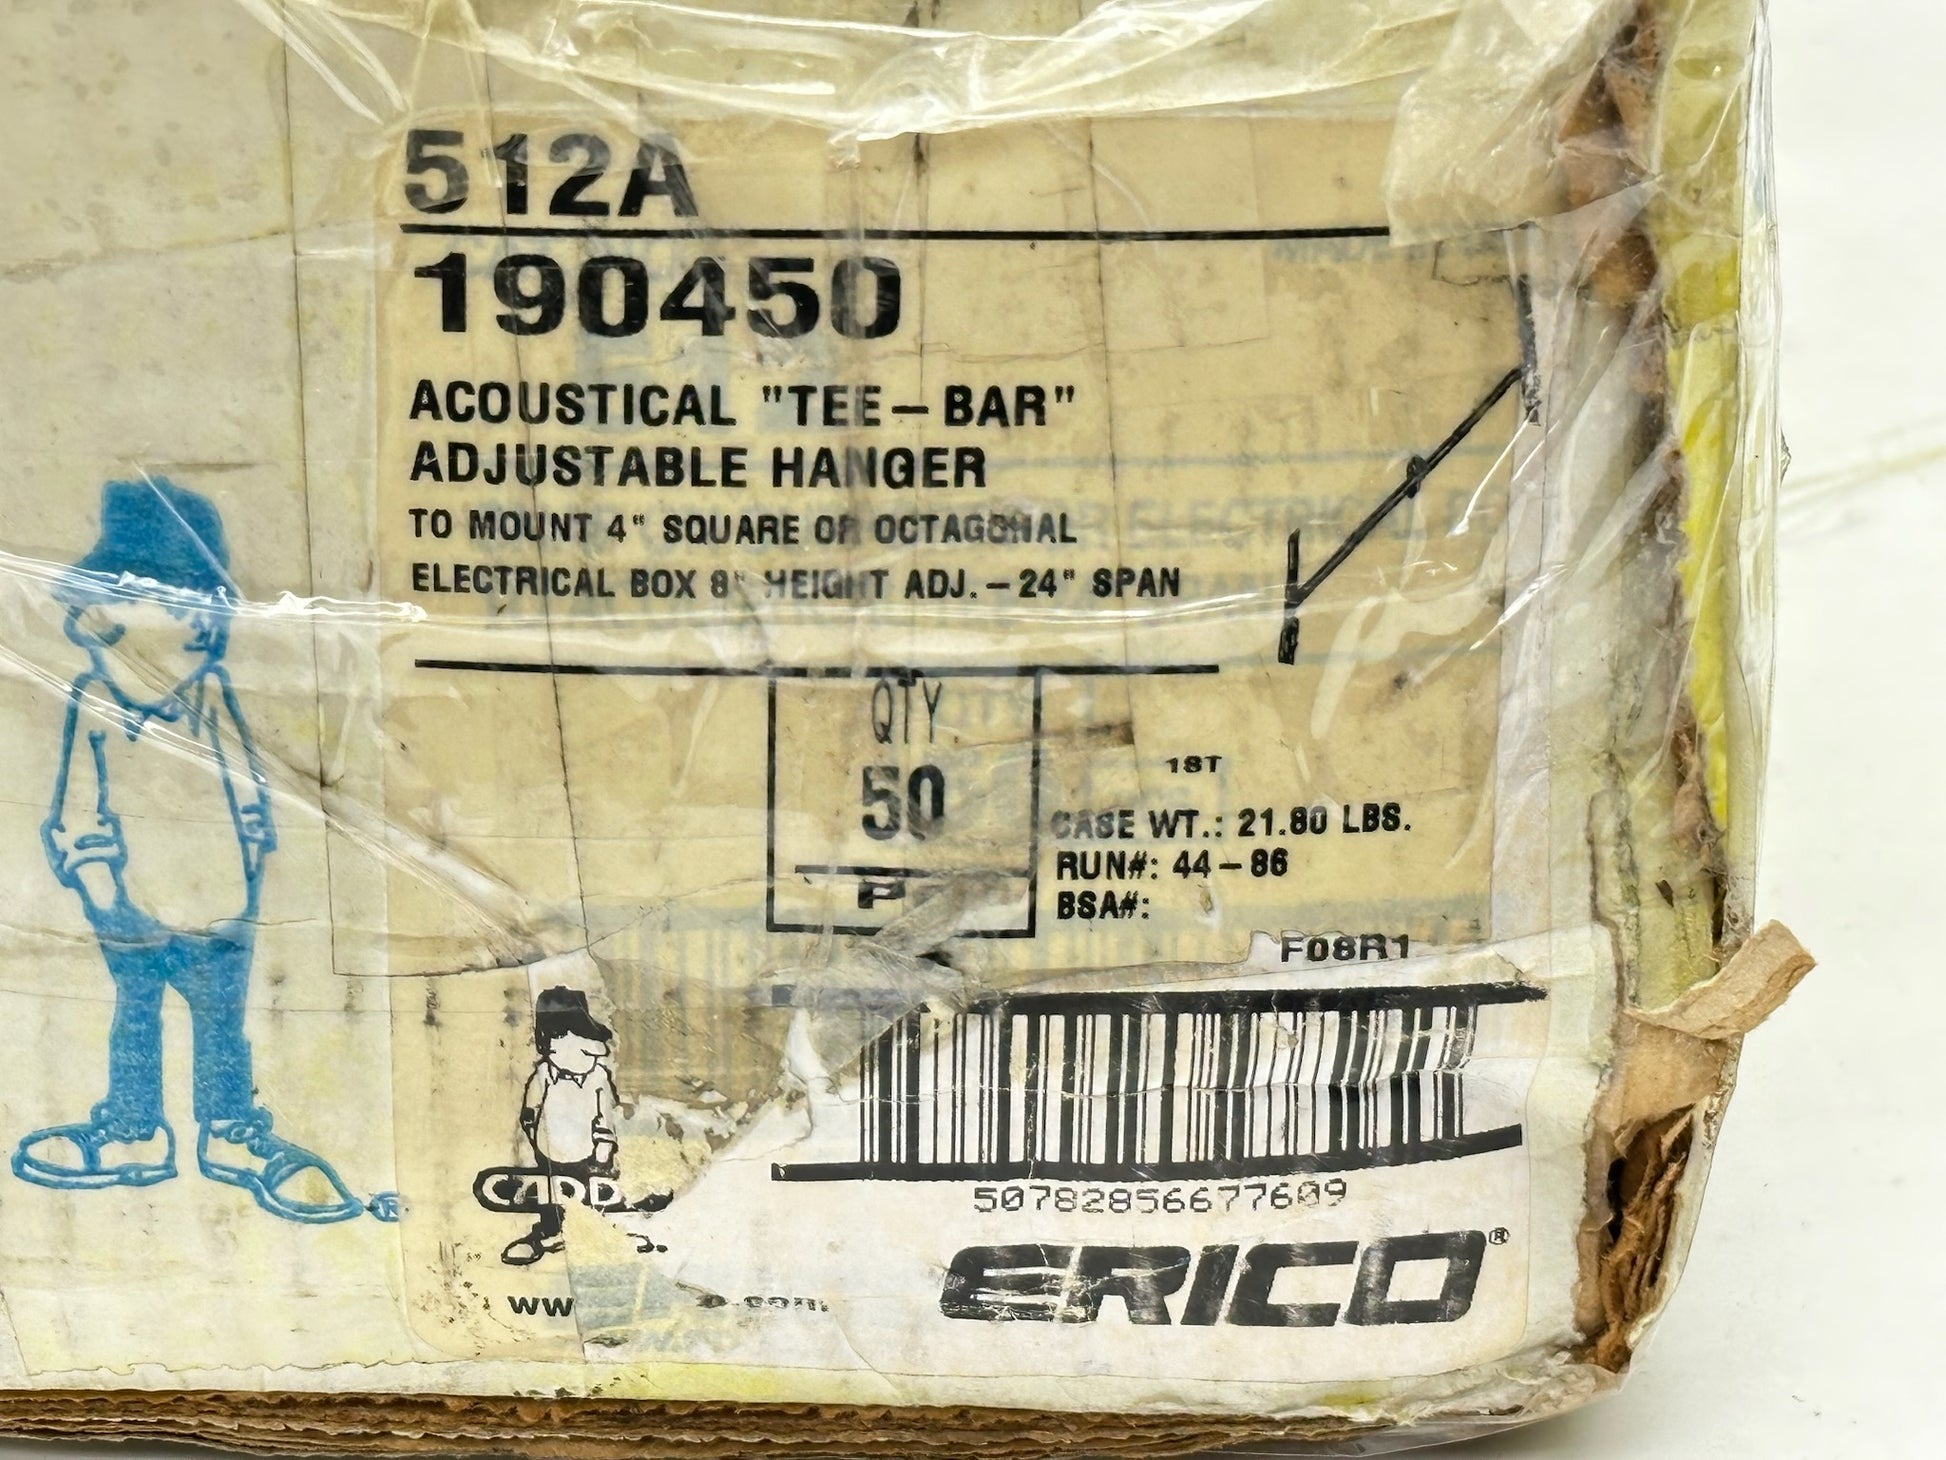 512A
190450
ACOUSTICAL "TEE-BAR"
ADJUSTABLE HANGER
TO MOUNT 4" SQUARE OR OCTAGONAL
ELECTRICAL BOX 8" HEIGHT ADJ.-24" SPAN
QTY.
50
1ST
CASE WT.: 21.80 LBS.
RUN#: 44-86
BSA#:
F08R1
50782856677609
ERICO®